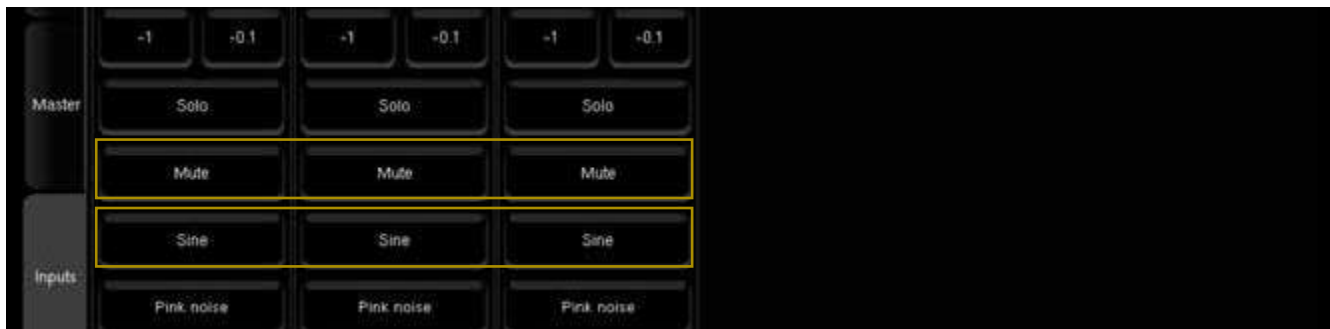 -1 -0.1 -1 -0.1 -1 -0.1
Master Solo Solo Solo
Mute Mute Mute
Sine Sine Sine
Inputs
Pink noise Pink noise Pink noise